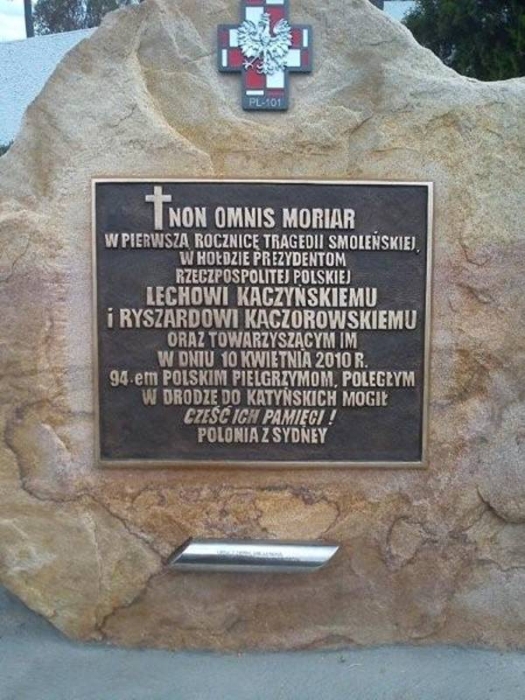 PL-101
NON OMNIS MORIAR
W PIERWSZĄ ROCZNICĘ TRAGEDII SMOLEŃSKIEJ,
W HOŁDZIE PREZYDENTOM
RZECZPOSPOLITEJ POLSKIEJ
LECHOWI KACZYŃSKIEMU
i RYSZARDOWI KACZOROWSKIEMU
ORAZ TOWARZYSZĄCYM IM
W DNIU 10 KWIETNIA 2010 R.
94-em POLSKIM PIELGRZYMOM, POLEGŁYM
W DRODZE DO KATYŃSKICH MOGIŁ
CZEŚĆ ICH PAMIĘCI !
POLONIA Z SYDNEY